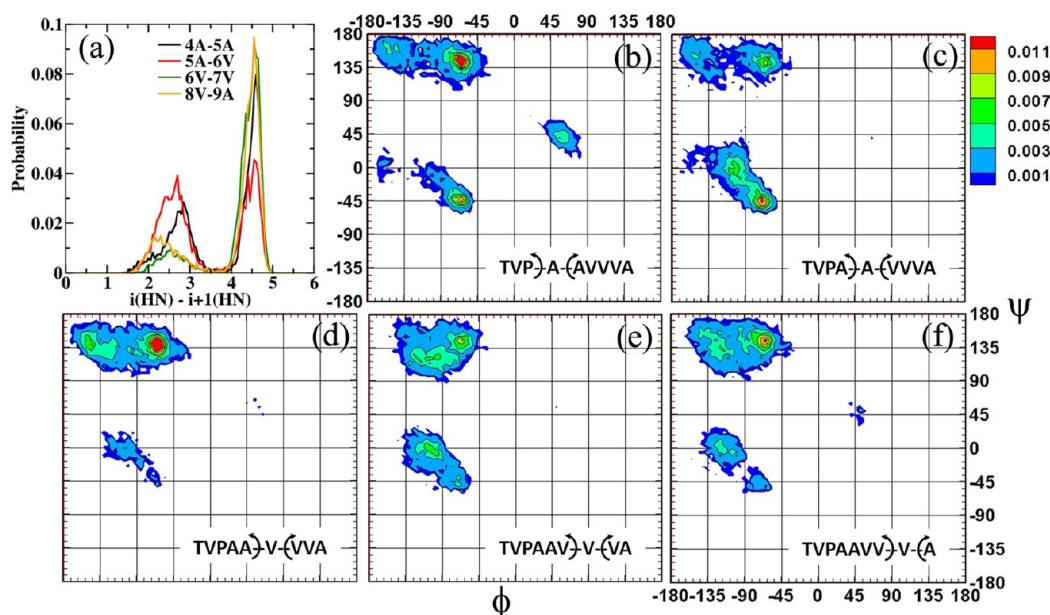 -180 -135 -90 -45 0 45 90 135 180
0.1
0.08
0.06
0.04
0.02
0
Probability
(a)
4A-5A
5A-6V
6V-7V
8V-9A
0 1 2 3 4 5 6
i(HN) - i+1(HN)
(b)
TVP A AVVVA
(c)
TVPA A VVVA
180
135
90
45
0
-45
-90
-135
-180
0.011
0.009
0.007
0.005
0.003
0.001
ψ
(d)
TVPAA V VVA
(e)
TVPAAV V VA
(f)
TVPAAVV V A
180
135
90
45
0
-45
-90
-135
-180
-180 -135 -90 -45 0 45 90 135 180
ϕ